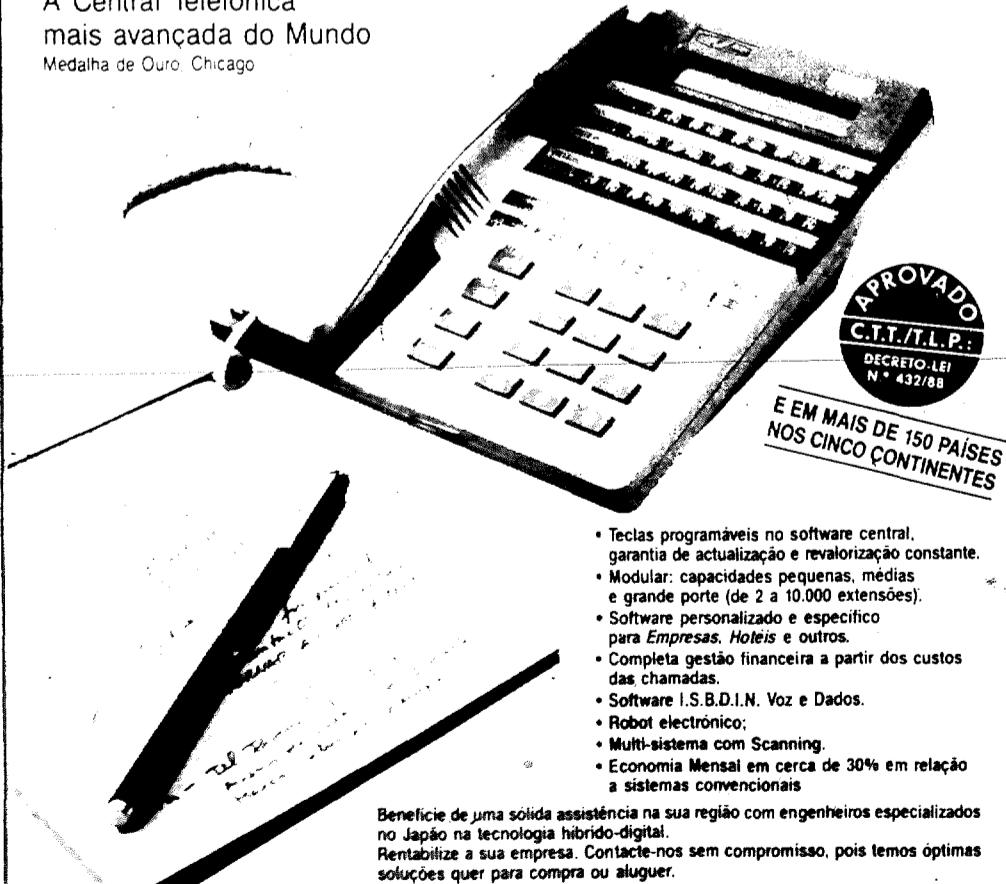 A Central Telefónica
mais avançada do Mundo
Medalha de Ouro, Chicago
APROVADO
C.T.T./T.L.P.:
DECRETO-LEI
N.º 432/88
E EM MAIS DE 150 PAÍSES
NOS CINCO CONTINENTES
• Teclas programáveis no software central,
garantia de actualização e revalorização constante.
• Modular: capacidades pequenas, médias
e grande porte (de 2 a 10.000 extensões).
• Software personalizado e específico
para Empresas, Hotéis e outros.
• Completa gestão financeira a partir dos custos
das chamadas.
• Software I.S.B.D.I.N. Voz e Dados.
• Robot electrónico;
• Multi-sistema com Scanning.
• Economia Mensal em cerca de 30% em relação
a sistemas convencionais
Beneficie de uma sólida assistência na sua região com engenheiros especializados
no Japão na tecnologia híbrido-digital.
Rentabilize a sua empresa. Contacte-nos sem compromisso, pois temos óptimas
soluções quer para compra ou aluguer.